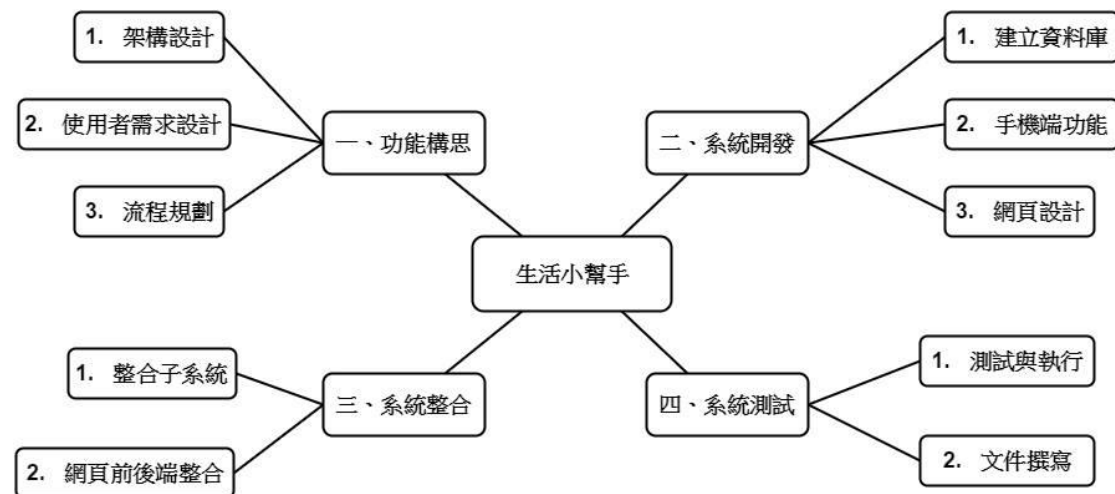 生活小幫手
一、功能構思
1. 架構設計
2. 使用者需求設計
3. 流程規劃
二、系統開發
1. 建立資料庫
2. 手機端功能
3. 網頁設計
三、系統整合
1. 整合子系統
2. 網頁前後端整合
四、系統測試
1. 測試與執行
2. 文件撰寫